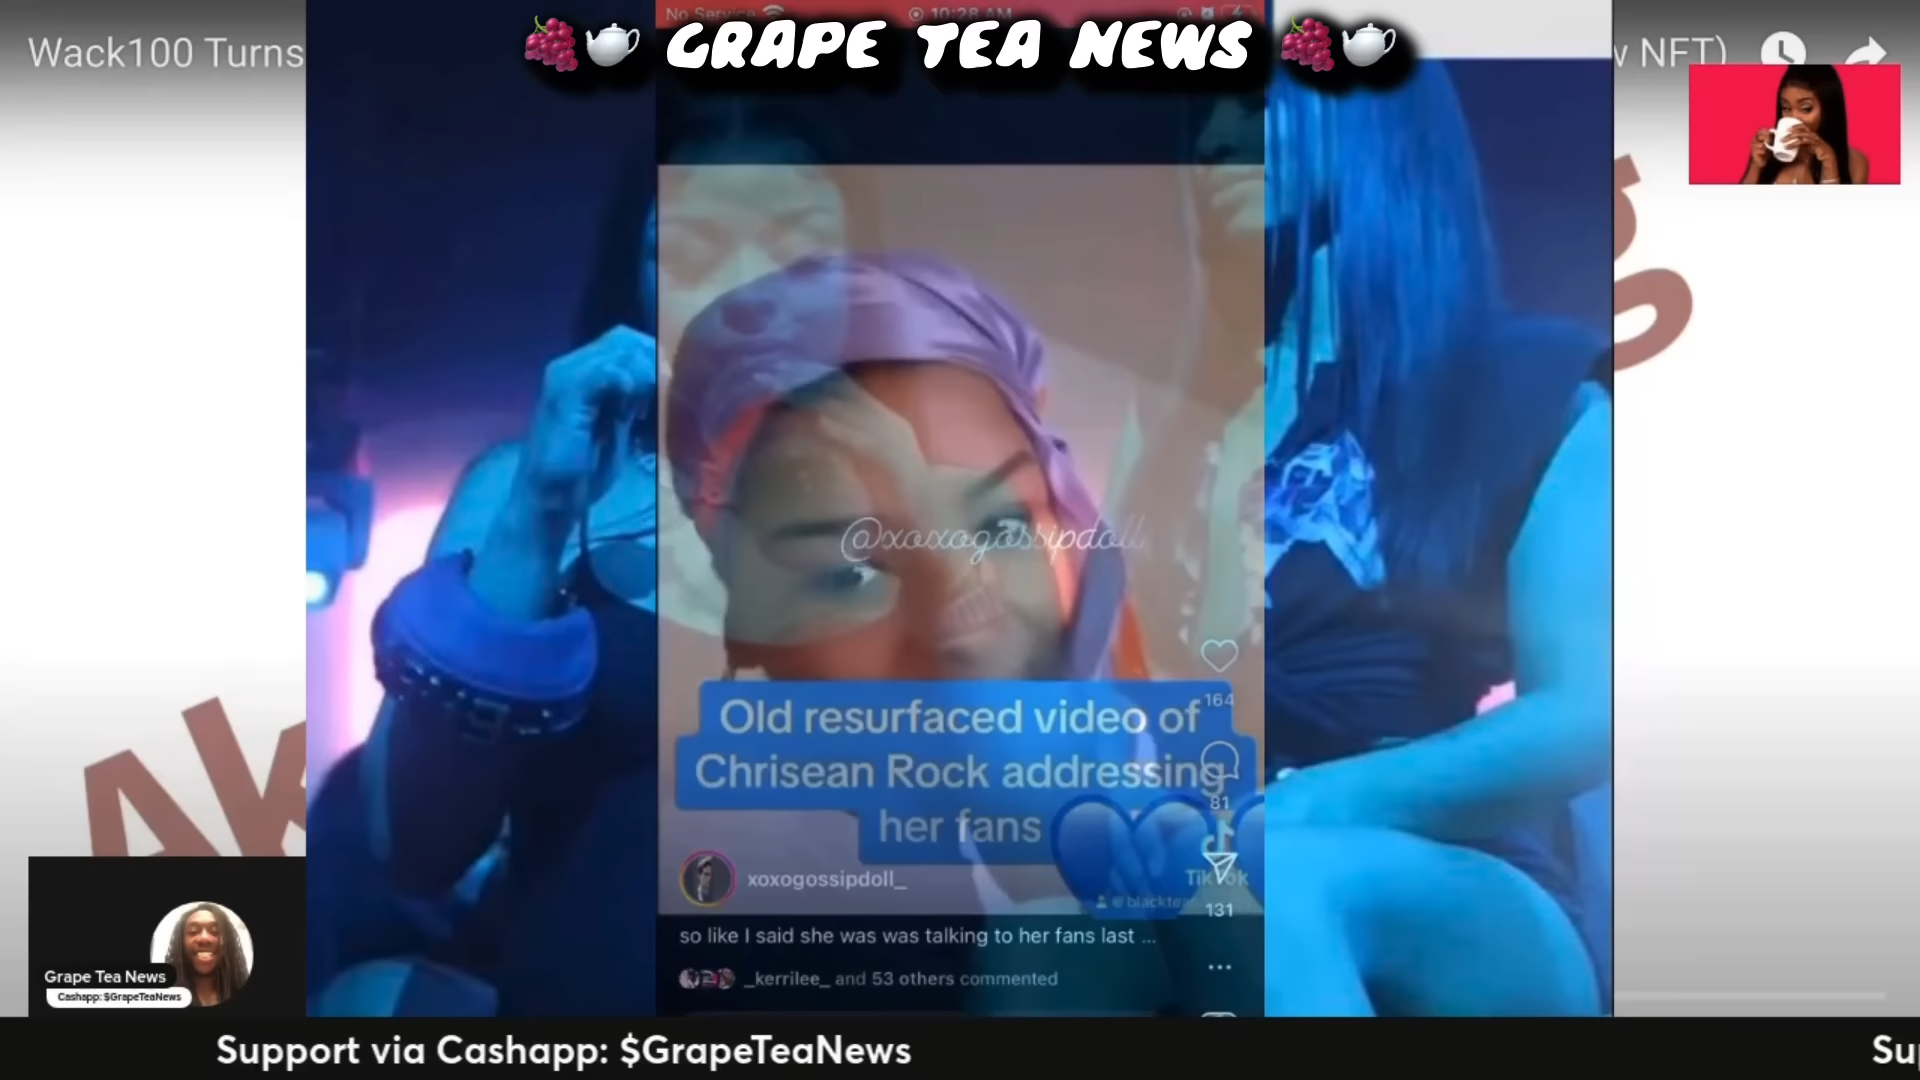 No Service 10:28 AM
GRAPE TEA NEWS
Wack100 Turns
w NFT)
Ak
g
@xoxogossipdoll
Old resurfaced video of
Chrisean Rock addressing
her fans
164
81
131
TikTok
@blacktea
xoxogossipdoll_
so like I said she was was talking to her fans last ...
_kerrilee_ and 53 others commented
Grape Tea News
Cashapp: $GrapeTeaNews
Support via Cashapp: $GrapeTeaNews
Su